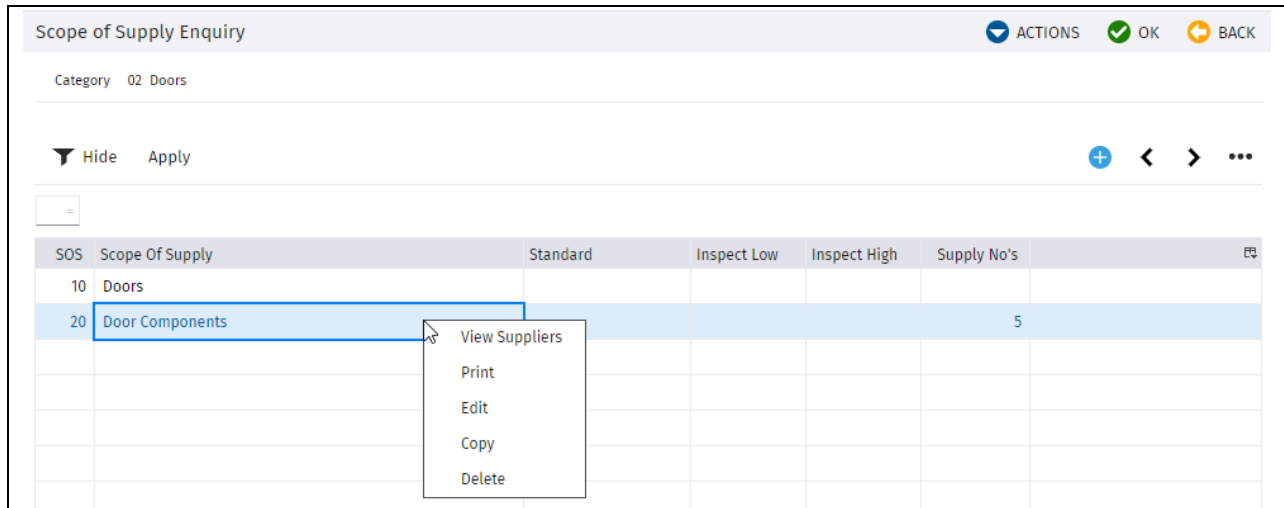 Scope of Supply Enquiry ACTIONS OK BACK
Category 02 Doors
Hide Apply
=
SOS Scope Of Supply Standard Inspect Low Inspect High Supply No's
10 Doors
20 Door Components 5
View Suppliers
Print
Edit
Copy
Delete